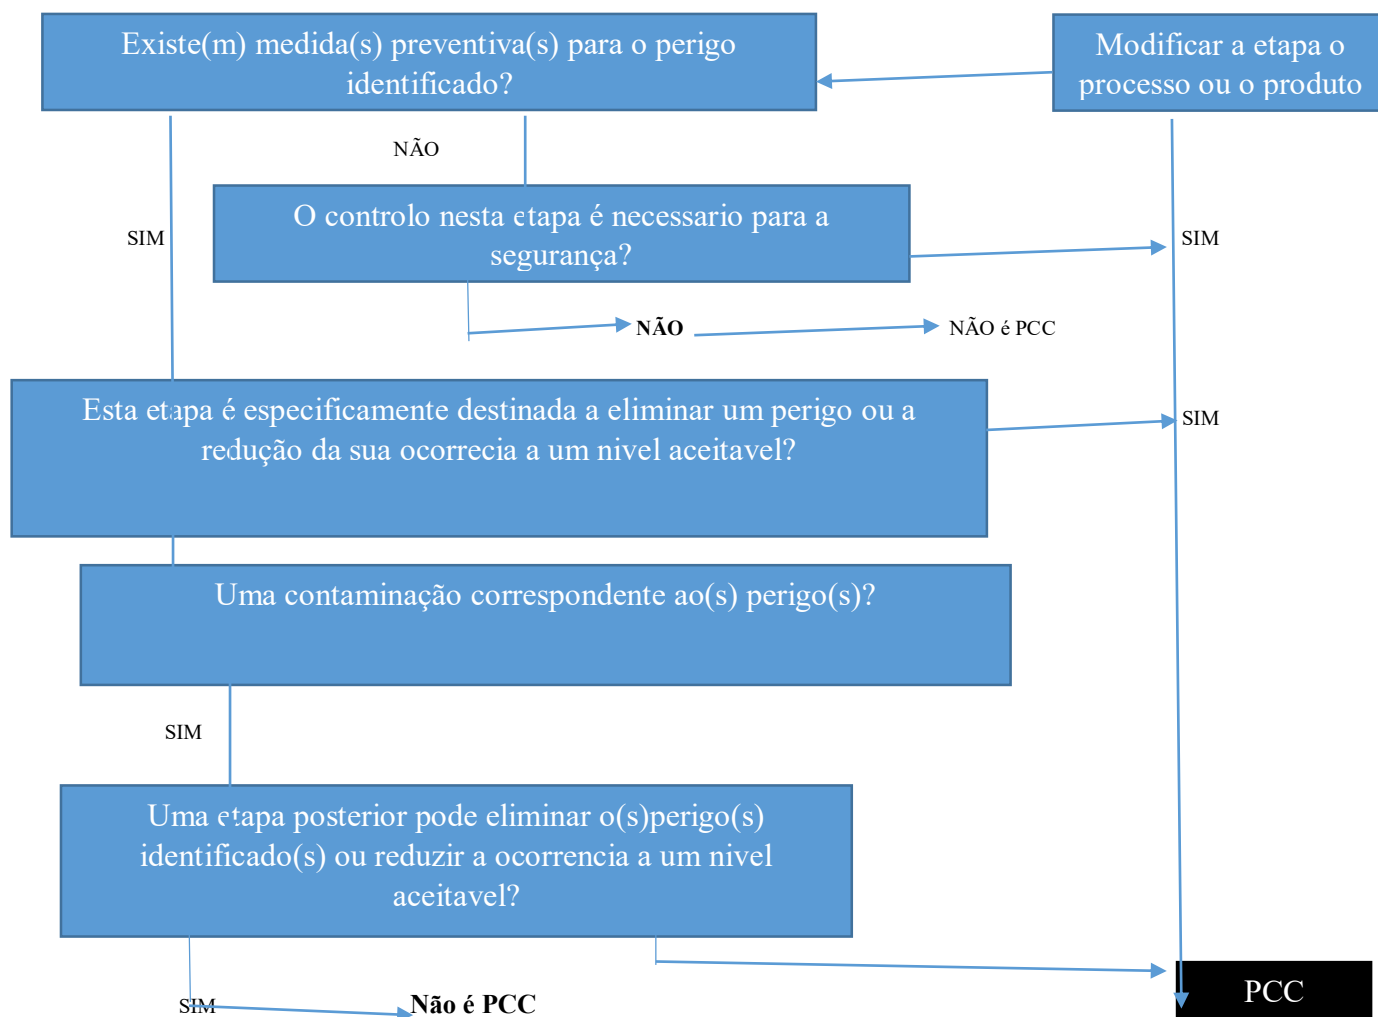 Existe(m) medida(s) preventiva(s) para o perigo
identificado?
Modificar a etapa o
processo ou o produto
NÃO
SIM
O controlo nesta etapa é necessario para a
segurança?
SIM
NÃO
NÃO é PCC
Esta etapa é especificamente destinada a eliminar um perigo ou a
redução da sua ocorrecia a um nivel aceitavel?
SIM
Uma contaminação correspondente ao(s) perigo(s)?
SIM
Uma etapa posterior pode eliminar o(s)perigo(s)
identificado(s) ou reduzir a ocorrencia a um nivel
aceitavel?
SIM
Não é PCC
PCC